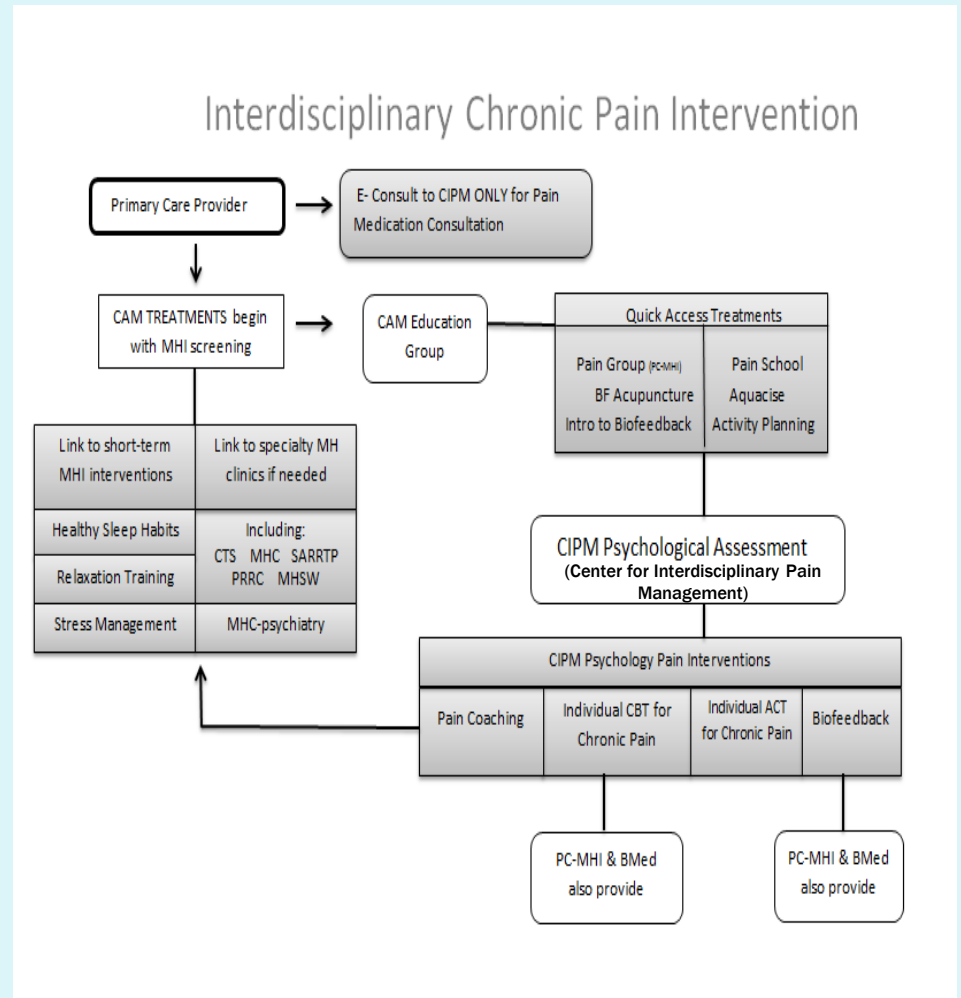 Interdisciplinary Chronic Pain Intervention
Primary Care Provider
E- Consult to CIPM ONLY for Pain
Medication Consultation
CAM TREATMENTS begin
with MHI screening
CAM Education
Group
Quick Access Treatments
Pain Group (PC-MHI)
BF Acupuncture
Intro to Biofeedback
Pain School
Aquacise
Activity Planning
Link to short-term
MHI interventions
Link to specialty MH
clinics if needed
Healthy Sleep Habits
Relaxation Training
Including:
CTS MHC SARRTP
PRRC MHSW
Stress Management
MHC-psychiatry
CIPM Psychological Assessment
(Center for Interdisciplinary Pain
Management)
CIPM Psychology Pain Interventions
Pain Coaching
Individual CBT for
Chronic Pain
Individual ACT
for Chronic Pain
Biofeedback
PC-MHI & BMed
also provide
PC-MHI & BMed
also provide